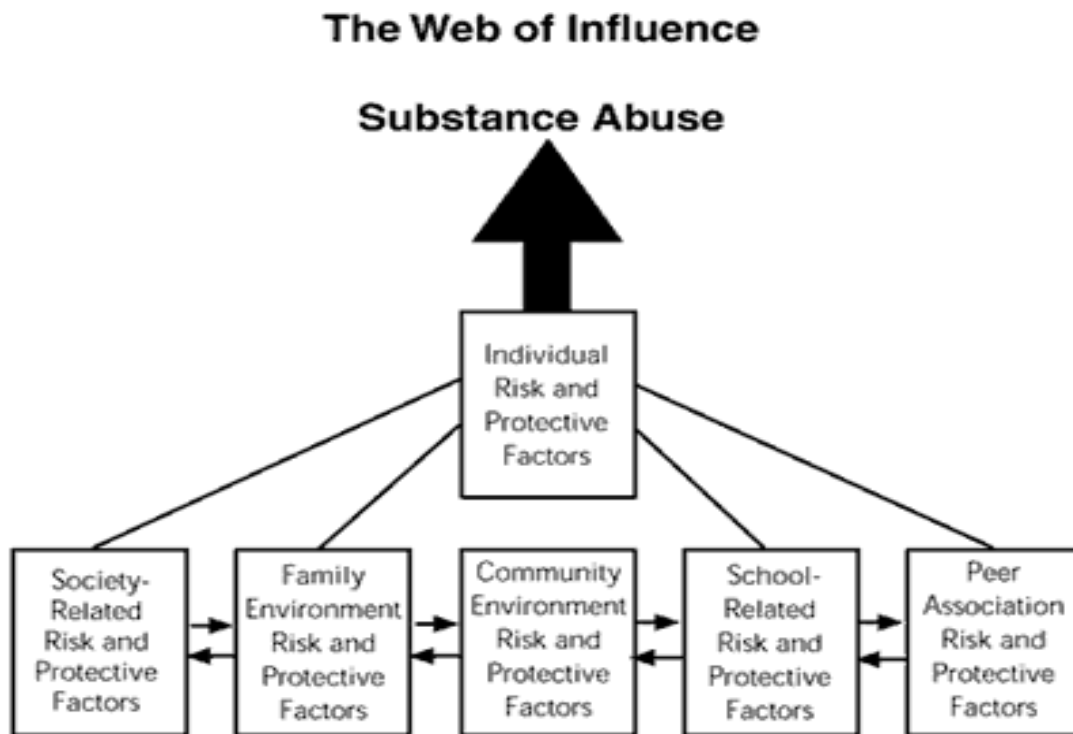 The Web of Influence
Substance Abuse
Individual
Risk and
Protective
Factors
Society-
Related
Risk and
Protective
Factors
Family
Environment
Risk and
Protective
Factors
Community
Environment
Risk and
Protective
Factors
School-
Related
Risk and
Protective
Factors
Peer
Association
Risk and
Protective
Factors